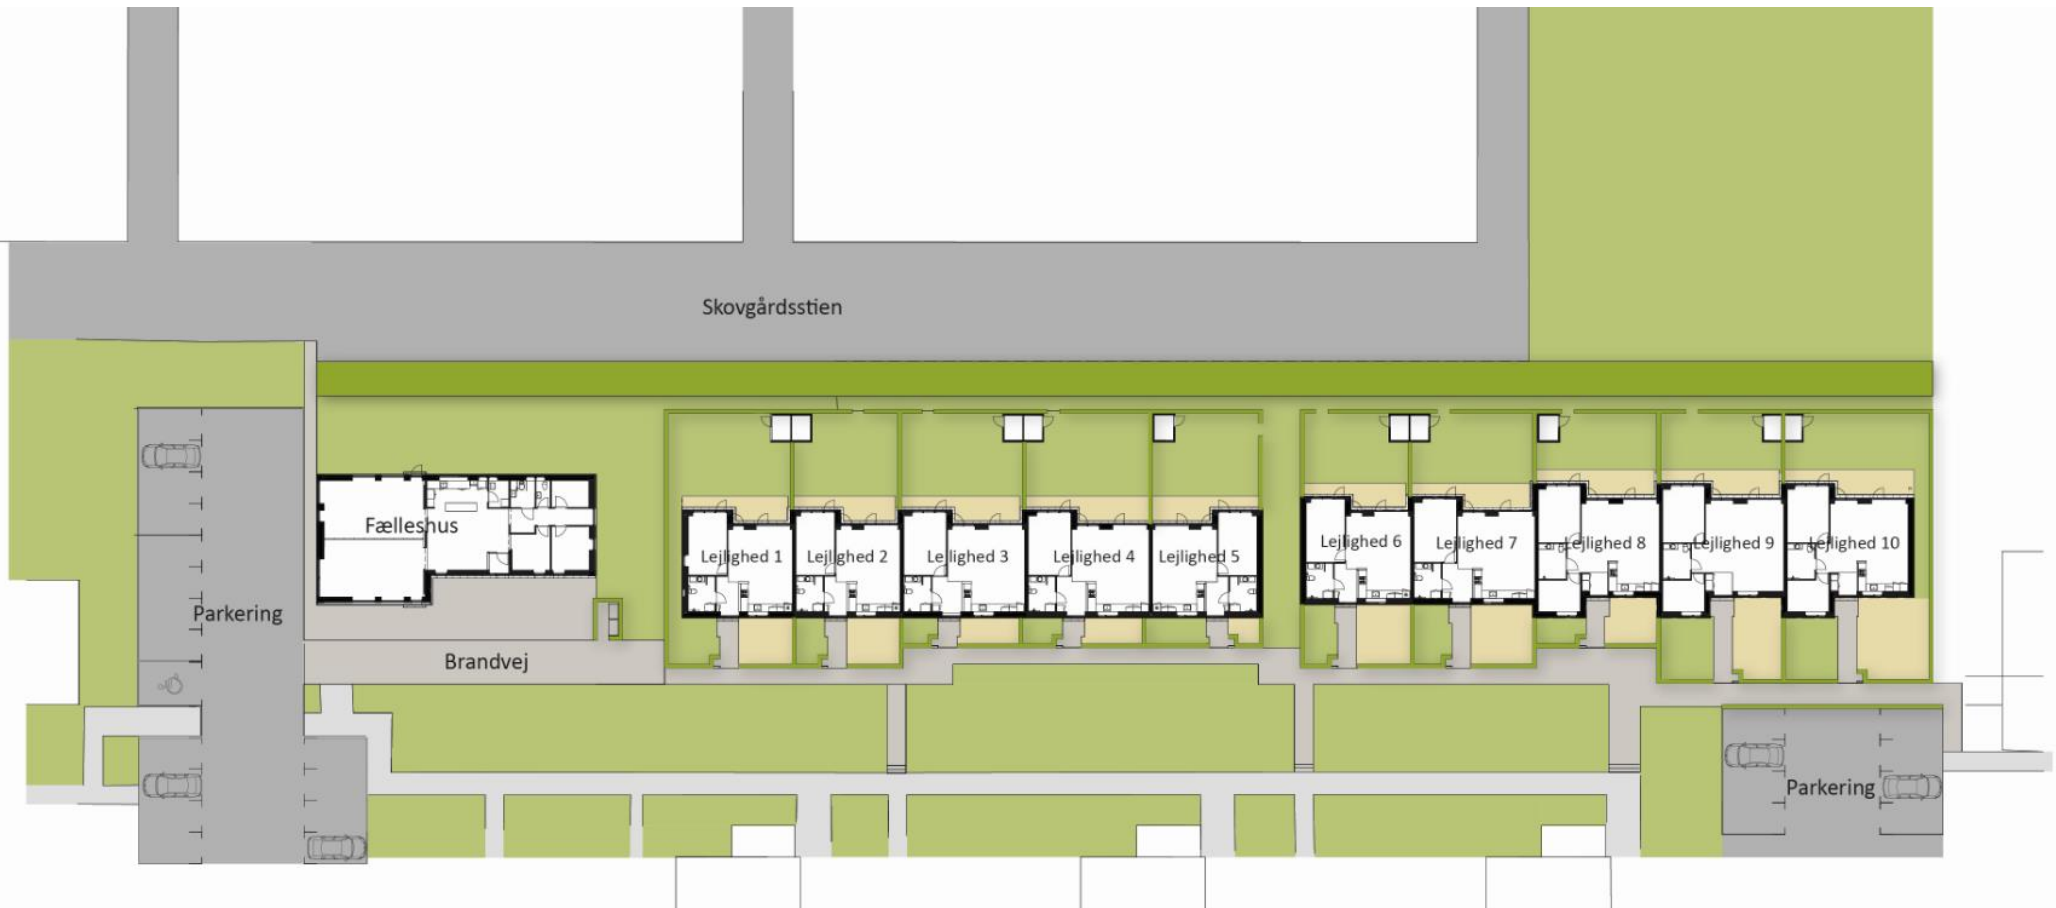 Skovgårdsstien
Fælleshus
Lejlighed 1
Lejlighed 2
Lejlighed 3
Lejlighed 4
Lejlighed 5
Lejlighed 6
Lejlighed 7
Lejlighed 8
Lejlighed 9
Lejlighed 10
Parkering
Brandvej
Parkering